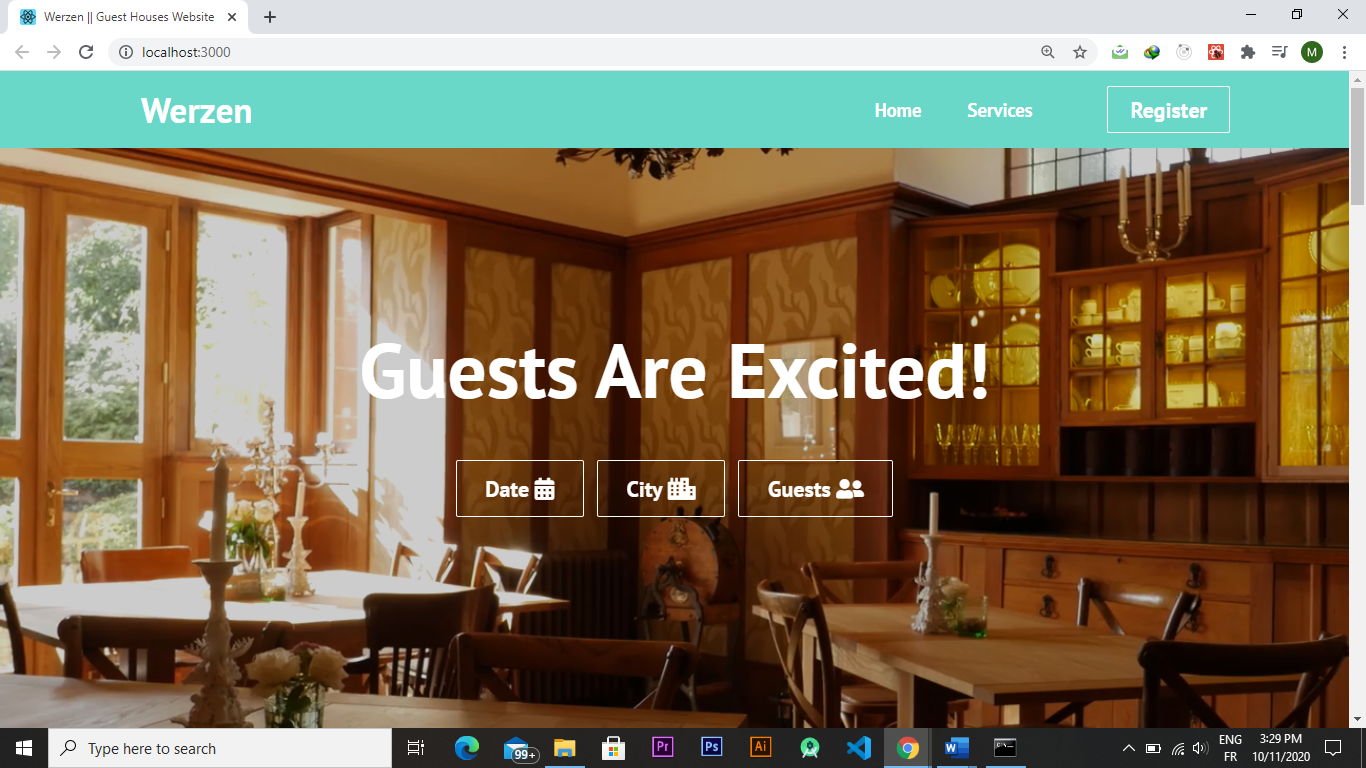 Werzen || Guest Houses Website
localhost:3000
M
Werzen
Home Services Register
Guests Are Excited!
Date City Guests
Type here to search
99+
Pr Ps Ai
W
ENG
FR
3:29 PM
10/11/2020